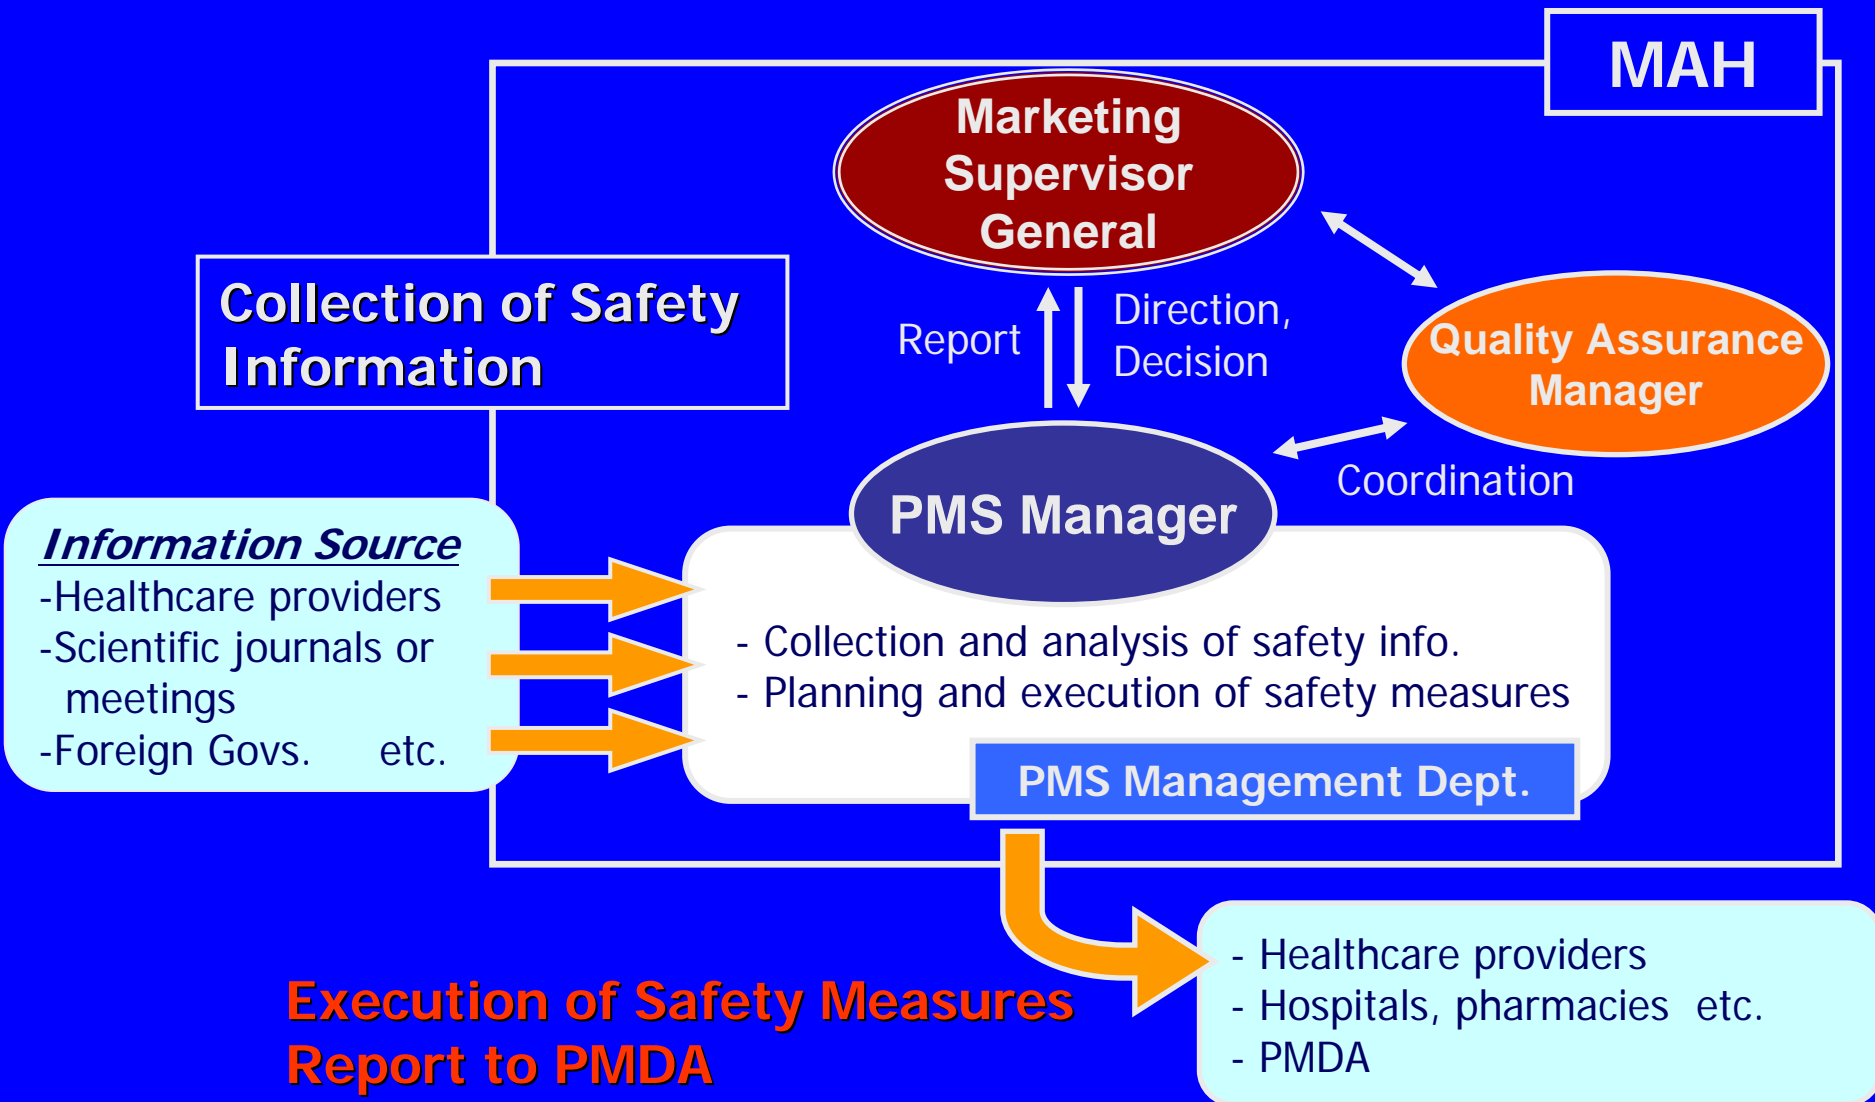 MAH
Marketing
Supervisor
General
Collection of Safety
Information
Report
Direction,
Decision
Quality Assurance
Manager
Coordination
PMS Manager
Information Source
-Healthcare providers
-Scientific journals or
meetings
-Foreign Govs. etc.
- Collection and analysis of safety info.
- Planning and execution of safety measures
PMS Management Dept.
Execution of Safety Measures
Report to PMDA
- Healthcare providers
- Hospitals, pharmacies etc.
- PMDA